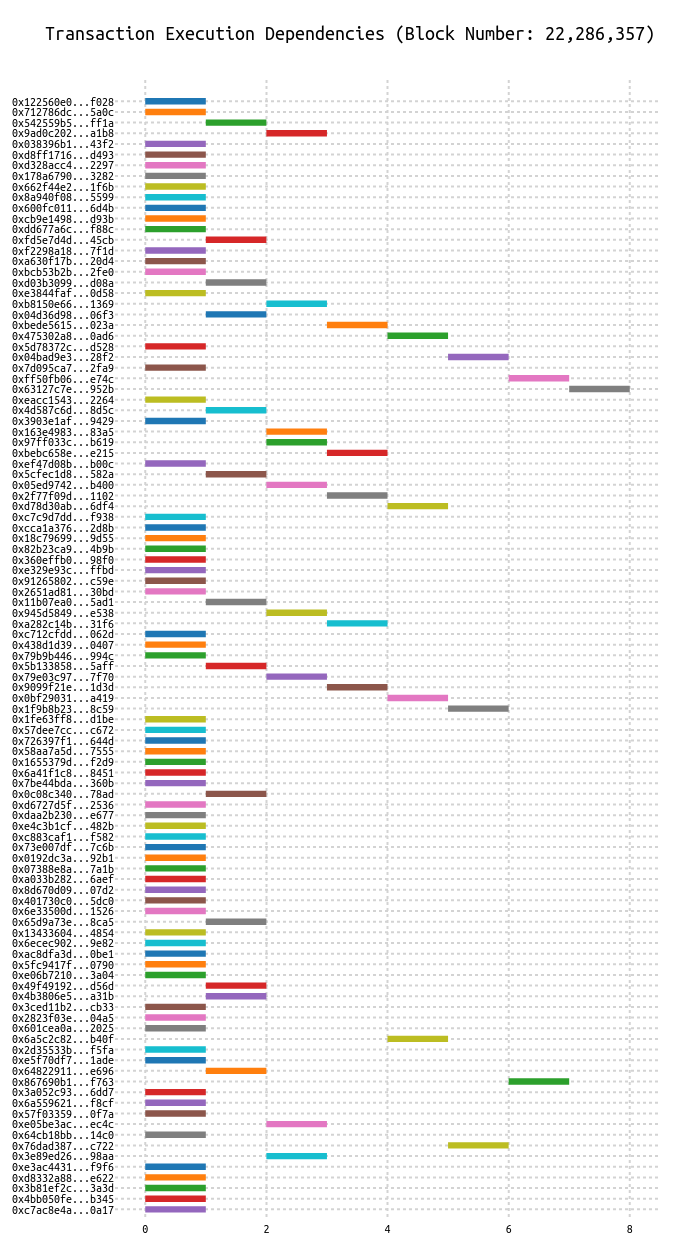 Transaction Execution Dependencies (Block Number: 22,286,357)
0x122560e0...f028
0x712786dc...5a0c
0x542559b5...ff1a
0x9ad0c202...a1b8
0x038396b1...43f2
0xd8ff1716...d493
0xd328acc4...2297
0x178a6790...3282
0x662f44e2...1f6b
0x8a940f08...5599
0x600fc011...6d4b
0xcb9e1498...d93b
0xdd677a6c...f88c
0xfd5e7d4d...45cb
0xf2298a18...7f1d
0xa630f17b...20d4
0xbcb53b2b...2fe0
0xd03b3099...d08a
0xe3844faf...0d58
0xb8150e66...1369
0x04d36d98...06f3
0xbede5615...023a
0x475302a8...0ad6
0x5d78372c...d528
0x04bad9e3...28f2
0x7d095ca7...2fa9
0xff50fb06...e74c
0x63127c7e...952b
0xeacc1543...2264
0x4d587c6d...8d5c
0x3903e1af...9429
0x163e4983...83a5
0x97ff033c...b619
0xbebc658e...e215
0xef47d08b...b00c
0x5cfec1d8...582a
0x05ed9742...b400
0x2f77f09d...1102
0xd78d30ab...6df4
0xc7c9d7dd...f938
0xcca1a376...2d8b
0x18c79699...9d55
0x82b23ca9...4b9b
0x360effb0...98f0
0xe329e93c...ffbd
0x91265802...c59e
0x2651ad81...30bd
0x11b07ea0...5ad1
0x945d5849...e538
0xa282c14b...31f6
0xc712cfdd...062d
0x438d1d39...0407
0x79b9b446...994c
0x5b133858...5aff
0x79e03c97...7f70
0x9099f21e...1d3d
0x0bf29031...a419
0x1f9b8b23...8c59
0x1fe63ff8...d1be
0x57dee7cc...c672
0x726397f1...644d
0x58aa7a5d...7555
0x1655379d...f2d9
0x6a41f1c8...8451
0x7be44bda...360b
0x0c08c340...78ad
0xd6727d5f...2536
0xdaa2b230...e677
0xe4c3b1cf...482b
0xc883caf1...f582
0x73e007df...7c6b
0x0192dc3a...92b1
0x07388e8a...7a1b
0xa033b282...6aef
0x8d670d09...07d2
0x401730c0...5dc0
0x6e33500d...1526
0x65d9a73e...8ca5
0x13433604...4854
0x6ecec902...9e82
0xac8dfa3d...0be1
0x5fc9417f...0790
0xe06b7210...3a04
0x49f49192...d56d
0x4b3806e5...a31b
0x3ced11b2...cb33
0x2823f03e...04a5
0x601cea0a...2025
0x6a5c2c82...b40f
0x2d35533b...f5fa
0xe5f70df7...1ade
0x64822911...e696
0x867690b1...f763
0x3a052c93...6dd7
0x6a559621...f8cf
0x57f03359...0f7a
0xe05be3ac...ec4c
0x64cb18bb...14c0
0x76dad387...c722
0x3e89ed26...98aa
0xe3ac4431...f9f6
0xd8332a88...e622
0x3b81ef2c...3a3d
0x4bb050fe...b345
0xc7ac8e4a...0a17
0 2 4 6 8